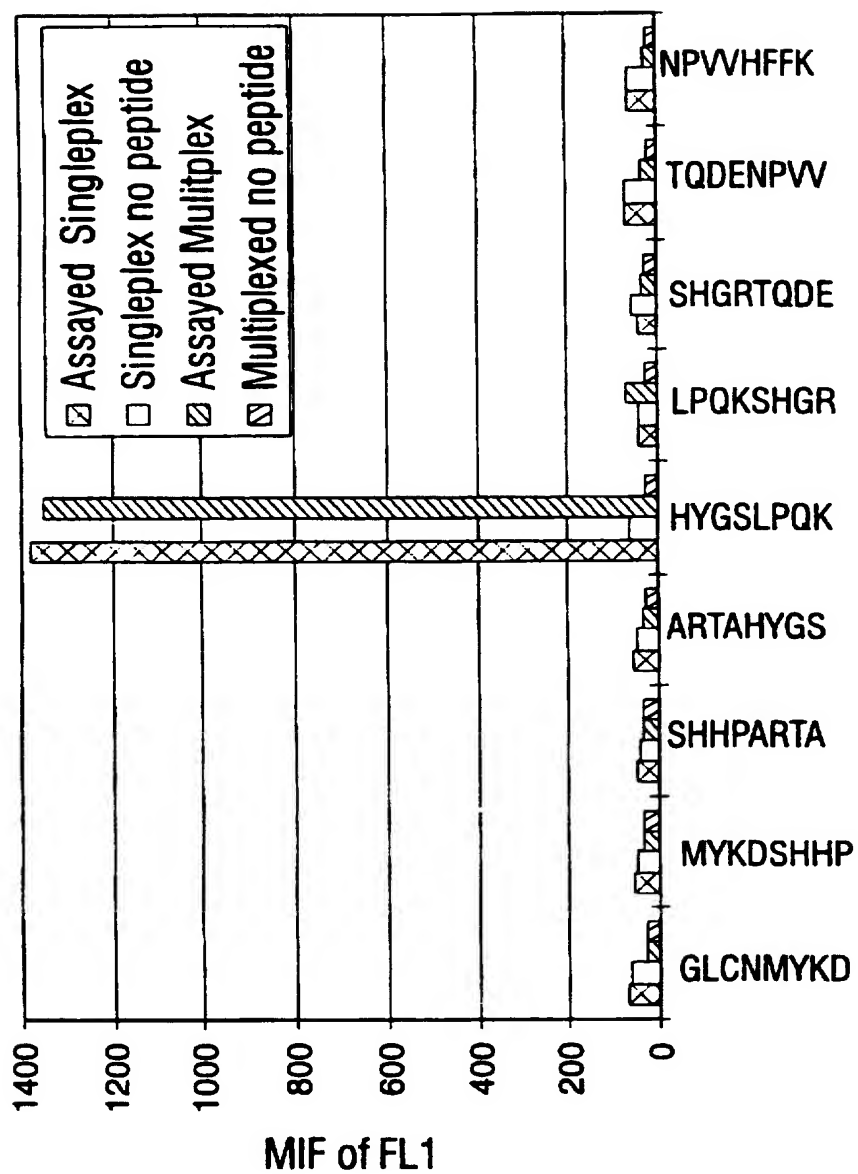 Assayed Singleplex
Singleplex no peptide
Assayed Mulitplex
Multiplexed no peptide
1400
1200
1000
800
600
400
200
0
MIF of FL1
GLCNMYKD
MYKDSHHP
SHHPARTA
ARTAHYGS
HYGSLPQK
LPQKSHGR
SHGRTQDE
TQDENPVV
NPVVHFFK